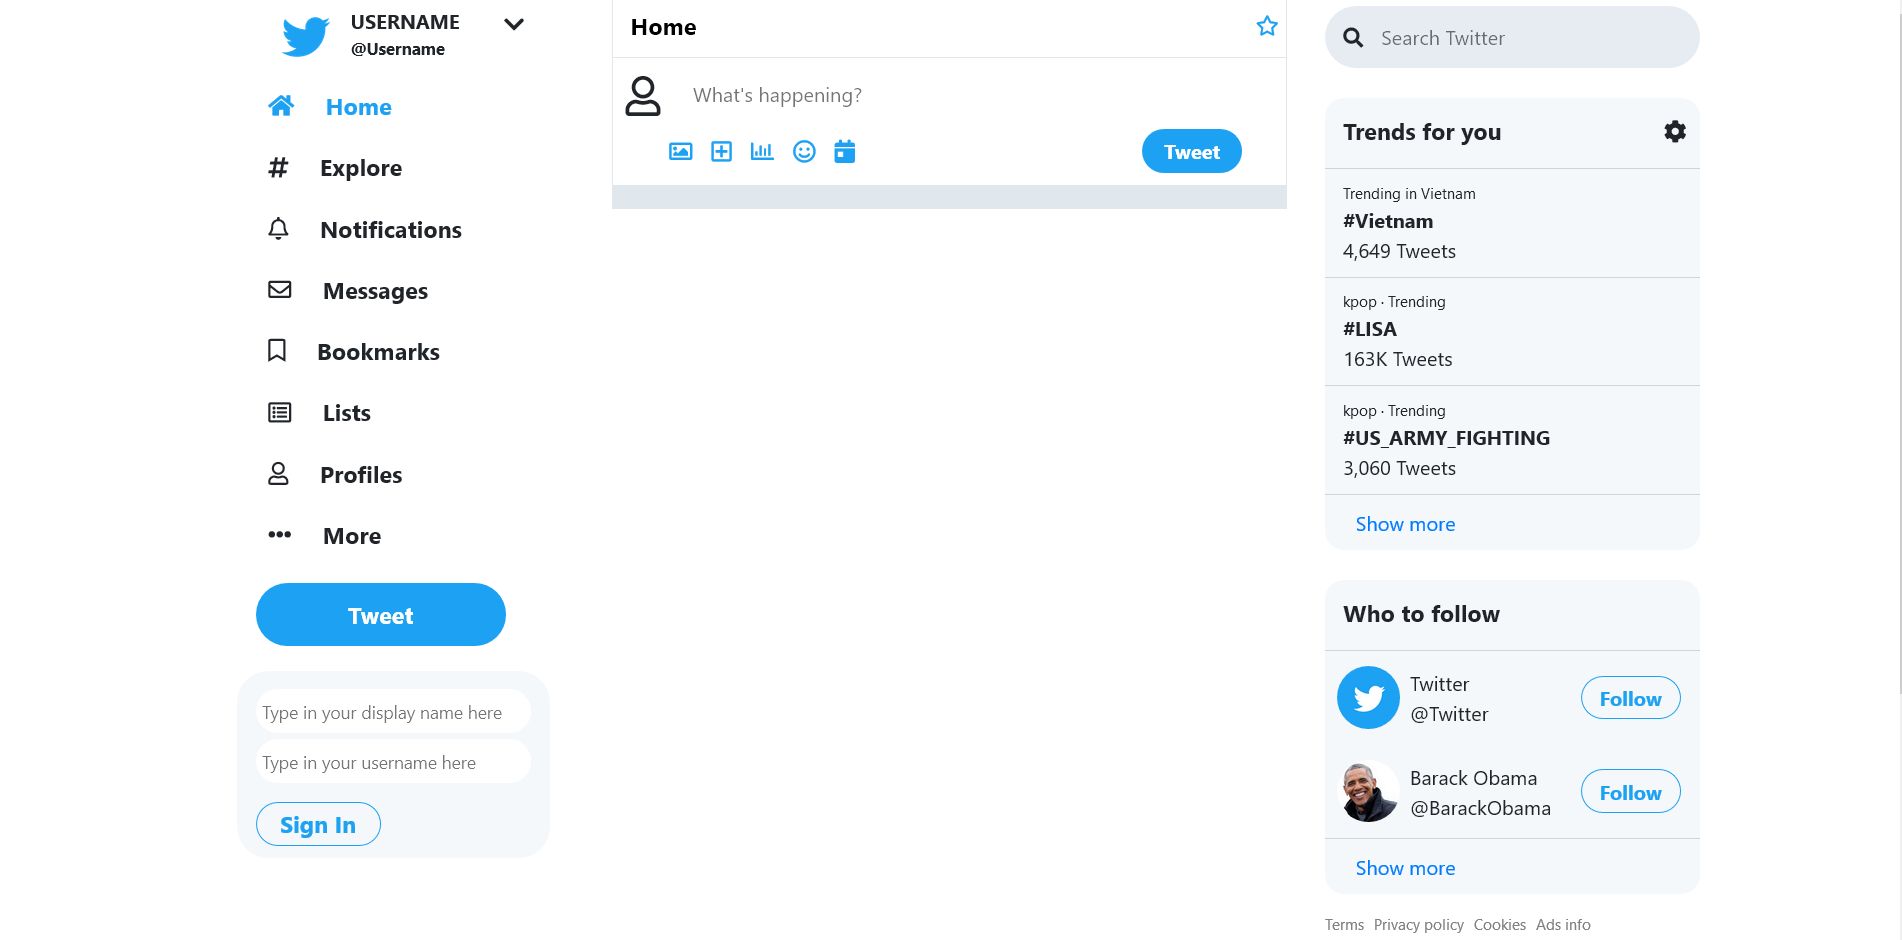 USERNAME
@Username
Home
Explore
Notifications
Messages
Bookmarks
Lists
Profiles
More
Tweet
Type in your display name here
Type in your username here
Sign In
Home
What's happening?
Tweet
Search Twitter
Trends for you
Trending in Vietnam
#Vietnam
4,649 Tweets
kpop · Trending
#LISA
163K Tweets
kpop · Trending
#US_ARMY_FIGHTING
3,060 Tweets
Show more
Who to follow
Twitter
@Twitter
Follow
Barack Obama
@BarackObama
Follow
Show more
Terms Privacy policy Cookies Ads info